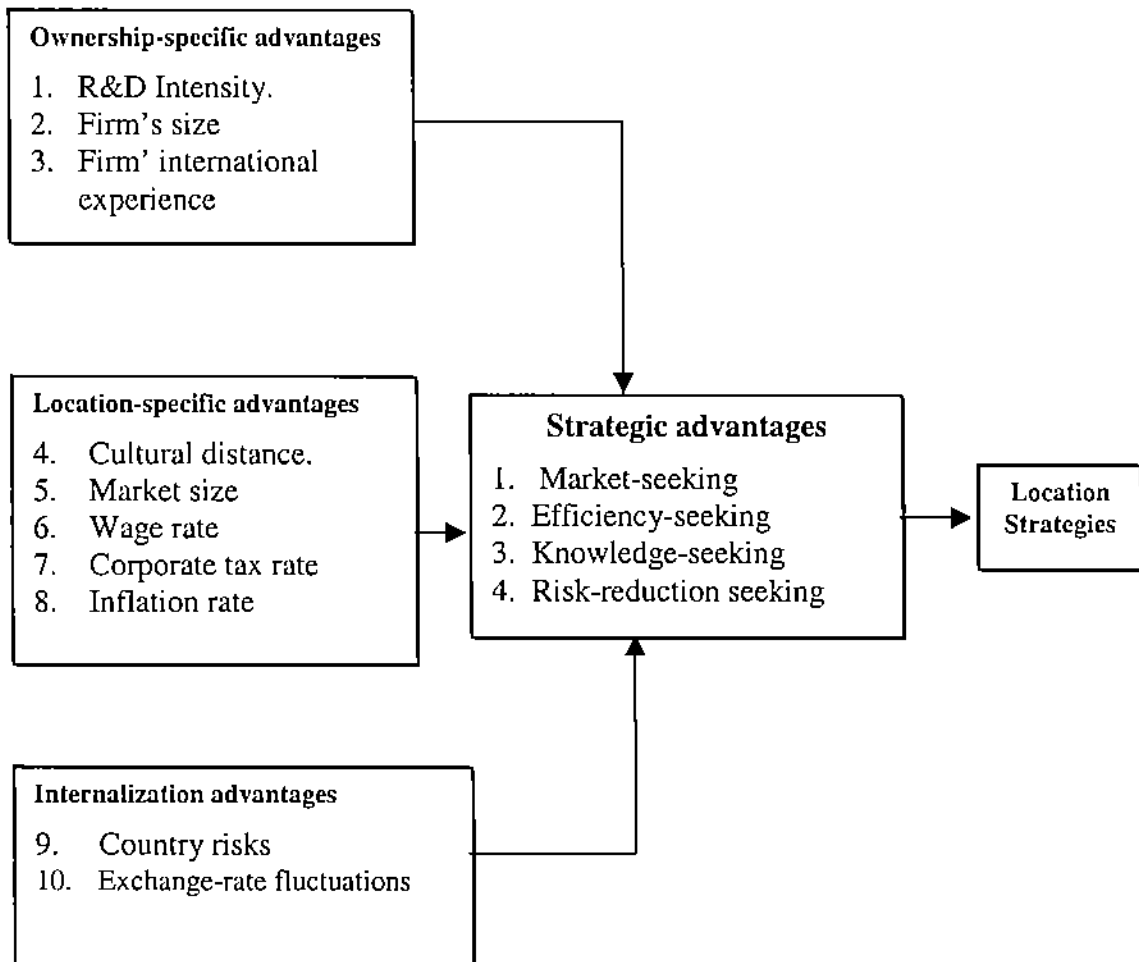 Ownership-specific advantages
1. R&D Intensity.
2. Firm's size
3. Firm' international
experience
Location-specific advantages
4. Cultural distance.
5. Market size
6. Wage rate
7. Corporate tax rate
8. Inflation rate
Internalization advantages
9. Country risks
10. Exchange-rate fluctuations
Strategic advantages
1. Market-seeking
2. Efficiency-seeking
3. Knowledge-seeking
4. Risk-reduction seeking
Location
Strategies